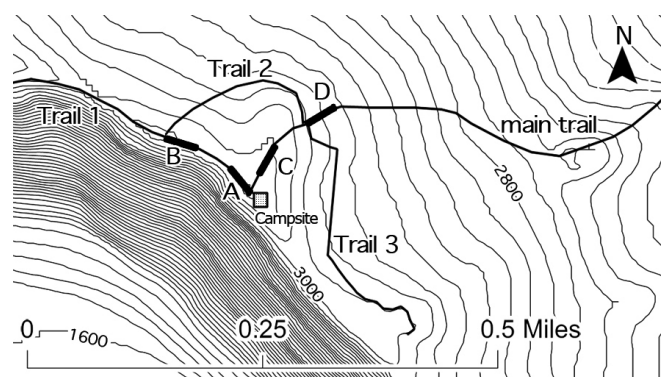 N
Trail 2
D
Trail 1
main trail
B
C
A
2800
Campsite
Trail 3
3000
0
0.25
0.5 Miles
1600